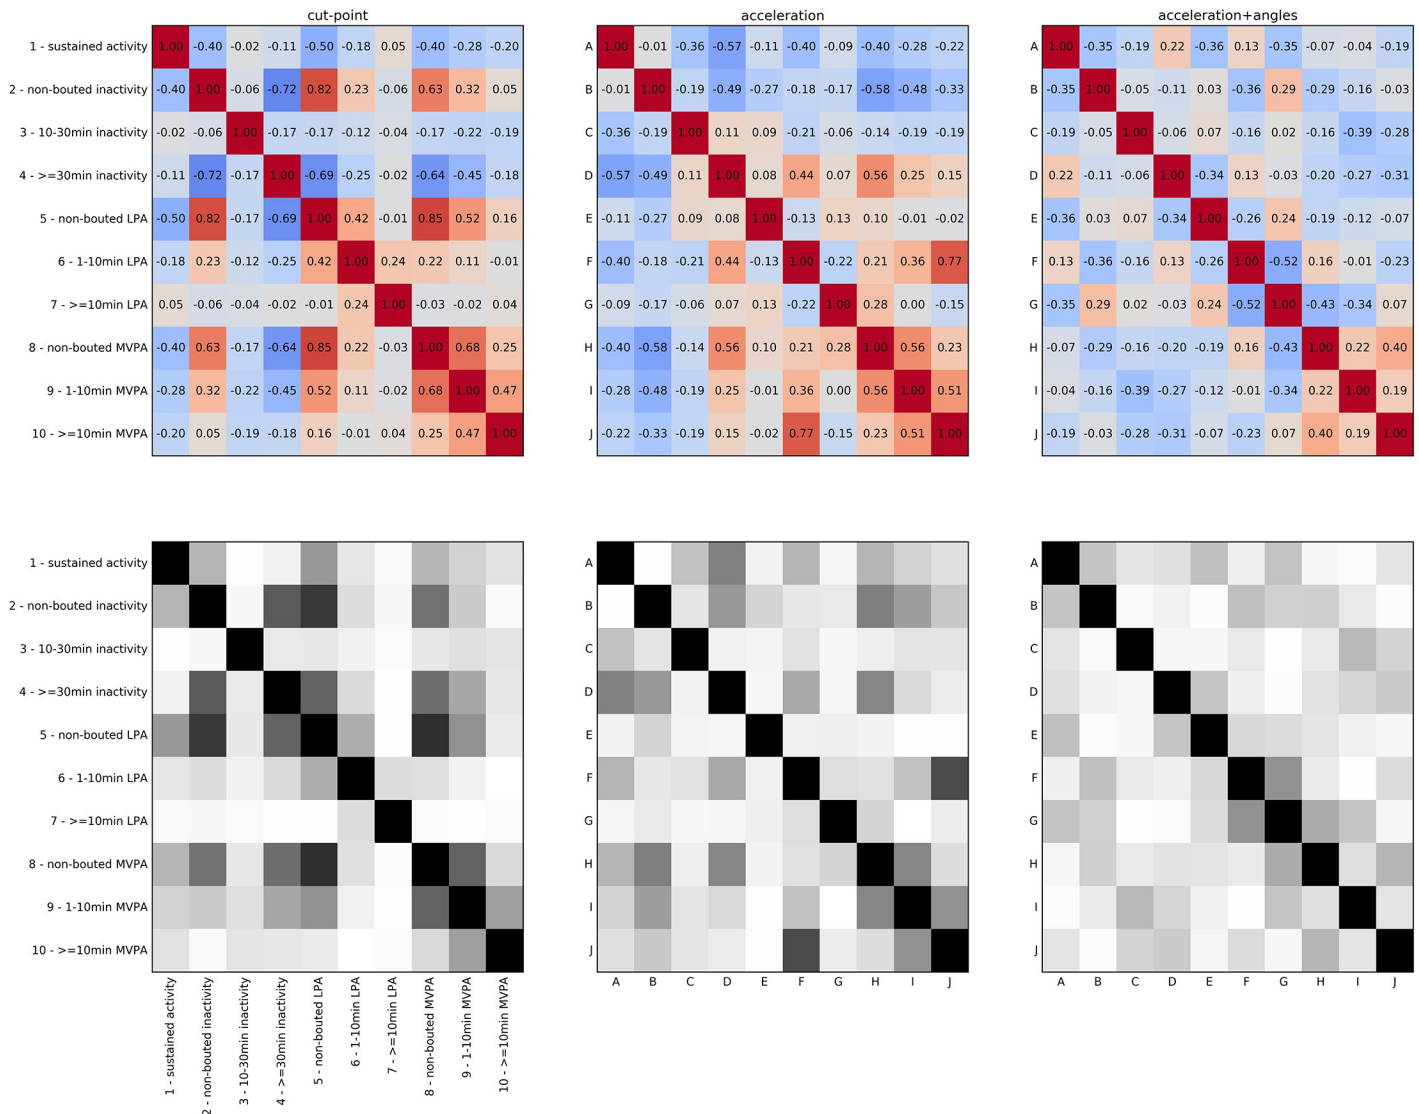 cut-point acceleration acceleration+angles
1 - sustained activity 1.00 -0.40 -0.02 -0.11 -0.50 -0.18 0.05 -0.40 -0.28 -0.20 A 1.00 -0.01 -0.36 -0.57 -0.11 -0.40 -0.09 -0.40 -0.28 -0.22 A 1.00 -0.35 -0.19 0.22 -0.36 0.13 -0.35 -0.07 -0.04 -0.19
2 - non-bouted inactivity -0.40 1.00 -0.06 -0.72 0.82 0.23 -0.06 0.63 0.32 0.05 B -0.01 1.00 -0.19 -0.49 -0.27 -0.18 -0.17 -0.58 -0.48 -0.33 B -0.35 1.00 -0.05 -0.11 0.03 -0.36 0.29 -0.29 -0.16 -0.03
3 - 10-30min inactivity -0.02 -0.06 1.00 -0.17 -0.17 -0.12 -0.04 -0.17 -0.22 -0.19 C -0.36 -0.19 1.00 0.11 0.09 -0.21 -0.06 -0.14 -0.19 -0.19 C -0.19 -0.05 1.00 -0.06 0.07 -0.16 0.02 -0.16 -0.39 -0.28
4 - >=30min inactivity -0.11 -0.72 -0.17 1.00 -0.69 -0.25 -0.02 -0.64 -0.45 -0.18 D -0.57 -0.49 0.11 1.00 0.08 0.44 0.07 0.56 0.25 0.15 D 0.22 -0.11 -0.06 1.00 -0.34 0.13 -0.03 -0.20 -0.27 -0.31
5 - non-bouted LPA -0.50 0.82 -0.17 -0.69 1.00 0.42 -0.01 0.85 0.52 0.16 E -0.11 -0.27 0.09 0.08 1.00 -0.13 0.13 0.10 -0.01 -0.02 E -0.36 0.03 0.07 -0.34 1.00 -0.26 0.24 -0.19 -0.12 -0.07
6 - 1-10min LPA -0.18 0.23 -0.12 -0.25 0.42 1.00 0.24 0.22 0.11 -0.01 F -0.40 -0.18 -0.21 0.44 -0.13 1.00 -0.22 0.21 0.36 0.77 F 0.13 -0.36 -0.16 0.13 -0.26 1.00 -0.52 0.16 -0.01 -0.23
7 - >=10min LPA 0.05 -0.06 -0.04 -0.02 -0.01 0.24 1.00 -0.03 -0.02 0.04 G -0.09 -0.17 -0.06 0.07 0.13 -0.22 1.00 0.28 0.00 -0.15 G -0.35 0.29 0.02 -0.03 0.24 -0.52 1.00 -0.43 -0.34 0.07
8 - non-bouted MVPA -0.40 0.63 -0.17 -0.64 0.85 0.22 -0.03 1.00 0.68 0.25 H -0.40 -0.58 -0.14 0.56 0.10 0.21 0.28 1.00 0.56 0.23 H -0.07 -0.29 -0.16 -0.20 -0.19 0.16 -0.43 1.00 0.22 0.40
9 - 1-10min MVPA -0.28 0.32 -0.22 -0.45 0.52 0.11 -0.02 0.68 1.00 0.47 I -0.28 -0.48 -0.19 0.25 -0.01 0.36 0.00 0.56 1.00 0.51 I -0.04 -0.16 -0.39 -0.27 -0.12 -0.01 -0.34 0.22 1.00 0.19
10 - >=10min MVPA -0.20 0.05 -0.19 -0.18 0.16 -0.01 0.04 0.25 0.47 1.00 J -0.22 -0.33 -0.19 0.15 -0.02 0.77 -0.15 0.23 0.51 1.00 J -0.19 -0.03 -0.28 -0.31 -0.07 -0.23 0.07 0.40 0.19 1.00
1 - sustained activity A A
2 - non-bouted inactivity B B
3 - 10-30min inactivity C C
4 - >=30min inactivity D D
5 - non-bouted LPA E E
6 - 1-10min LPA F F
7 - >=10min LPA G G
8 - non-bouted MVPA H H
9 - 1-10min MVPA I I
10 - >=10min MVPA J J
A B C D E F G H I J A B C D E F G H I J
1 - sustained activity
2 - non-bouted inactivity
3 - 10-30min inactivity
4 - >=30min inactivity
5 - non-bouted LPA
6 - 1-10min LPA
7 - >=10min LPA
8 - non-bouted MVPA
9 - 1-10min MVPA
10 - >=10min MVPA